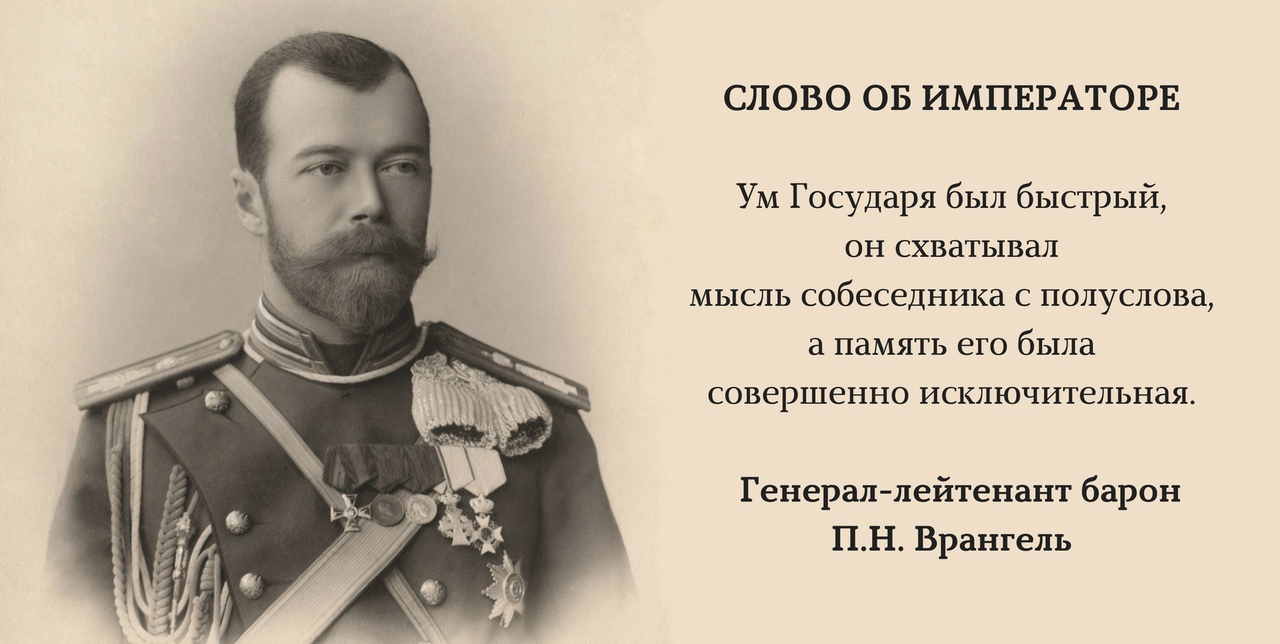 СЛОВО ОБ ИМПЕРАТОРЕ
Ум Государя был быстрый,
он схватывал
мысль собеседника с полуслова,
а память его была
совершенно исключительная.
Генерал-лейтенант барон
П.Н. Врангель